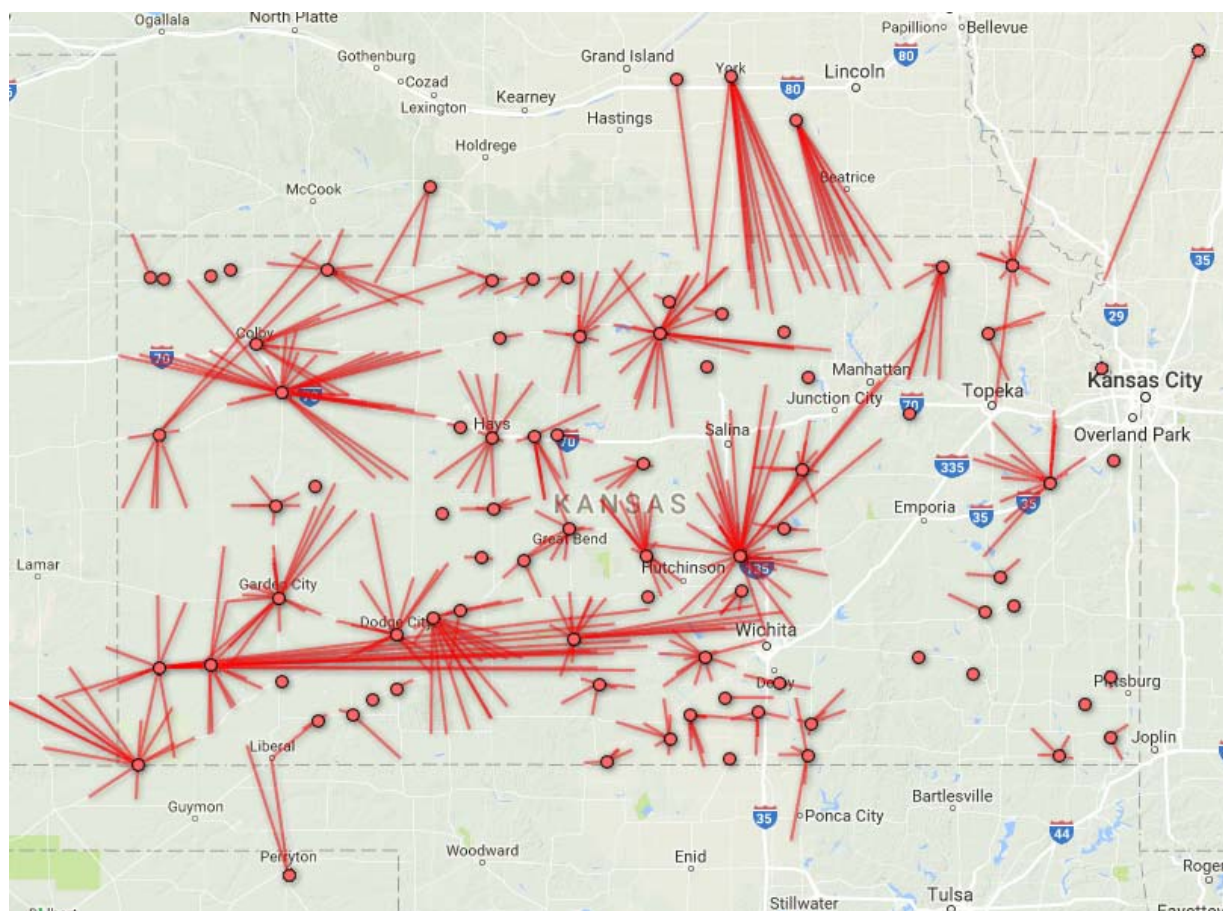 Ogallala
North Platte
Papillion
Bellevue
Gothenburg
Grand Island
York
Lincoln
80
Cozad
80
Lexington
Kearney
Hastings
Holdrege
McCook
Beatrice
35
29
Colby
70
Manhattan
Kansas City
70
Junction City
70
Topeka
Hays
Salina
70
Overland Park
335
KANSAS
35
35
Emporia
Great Bend
Lamar
Hutchinson
Garden City
Dodge City
Wichita
Pittsburg
Liberal
Joplin
Guymon
Bartlesville
35
Ponca City
44
Perryton
Woodward
Enid
Stillwater
Tulsa